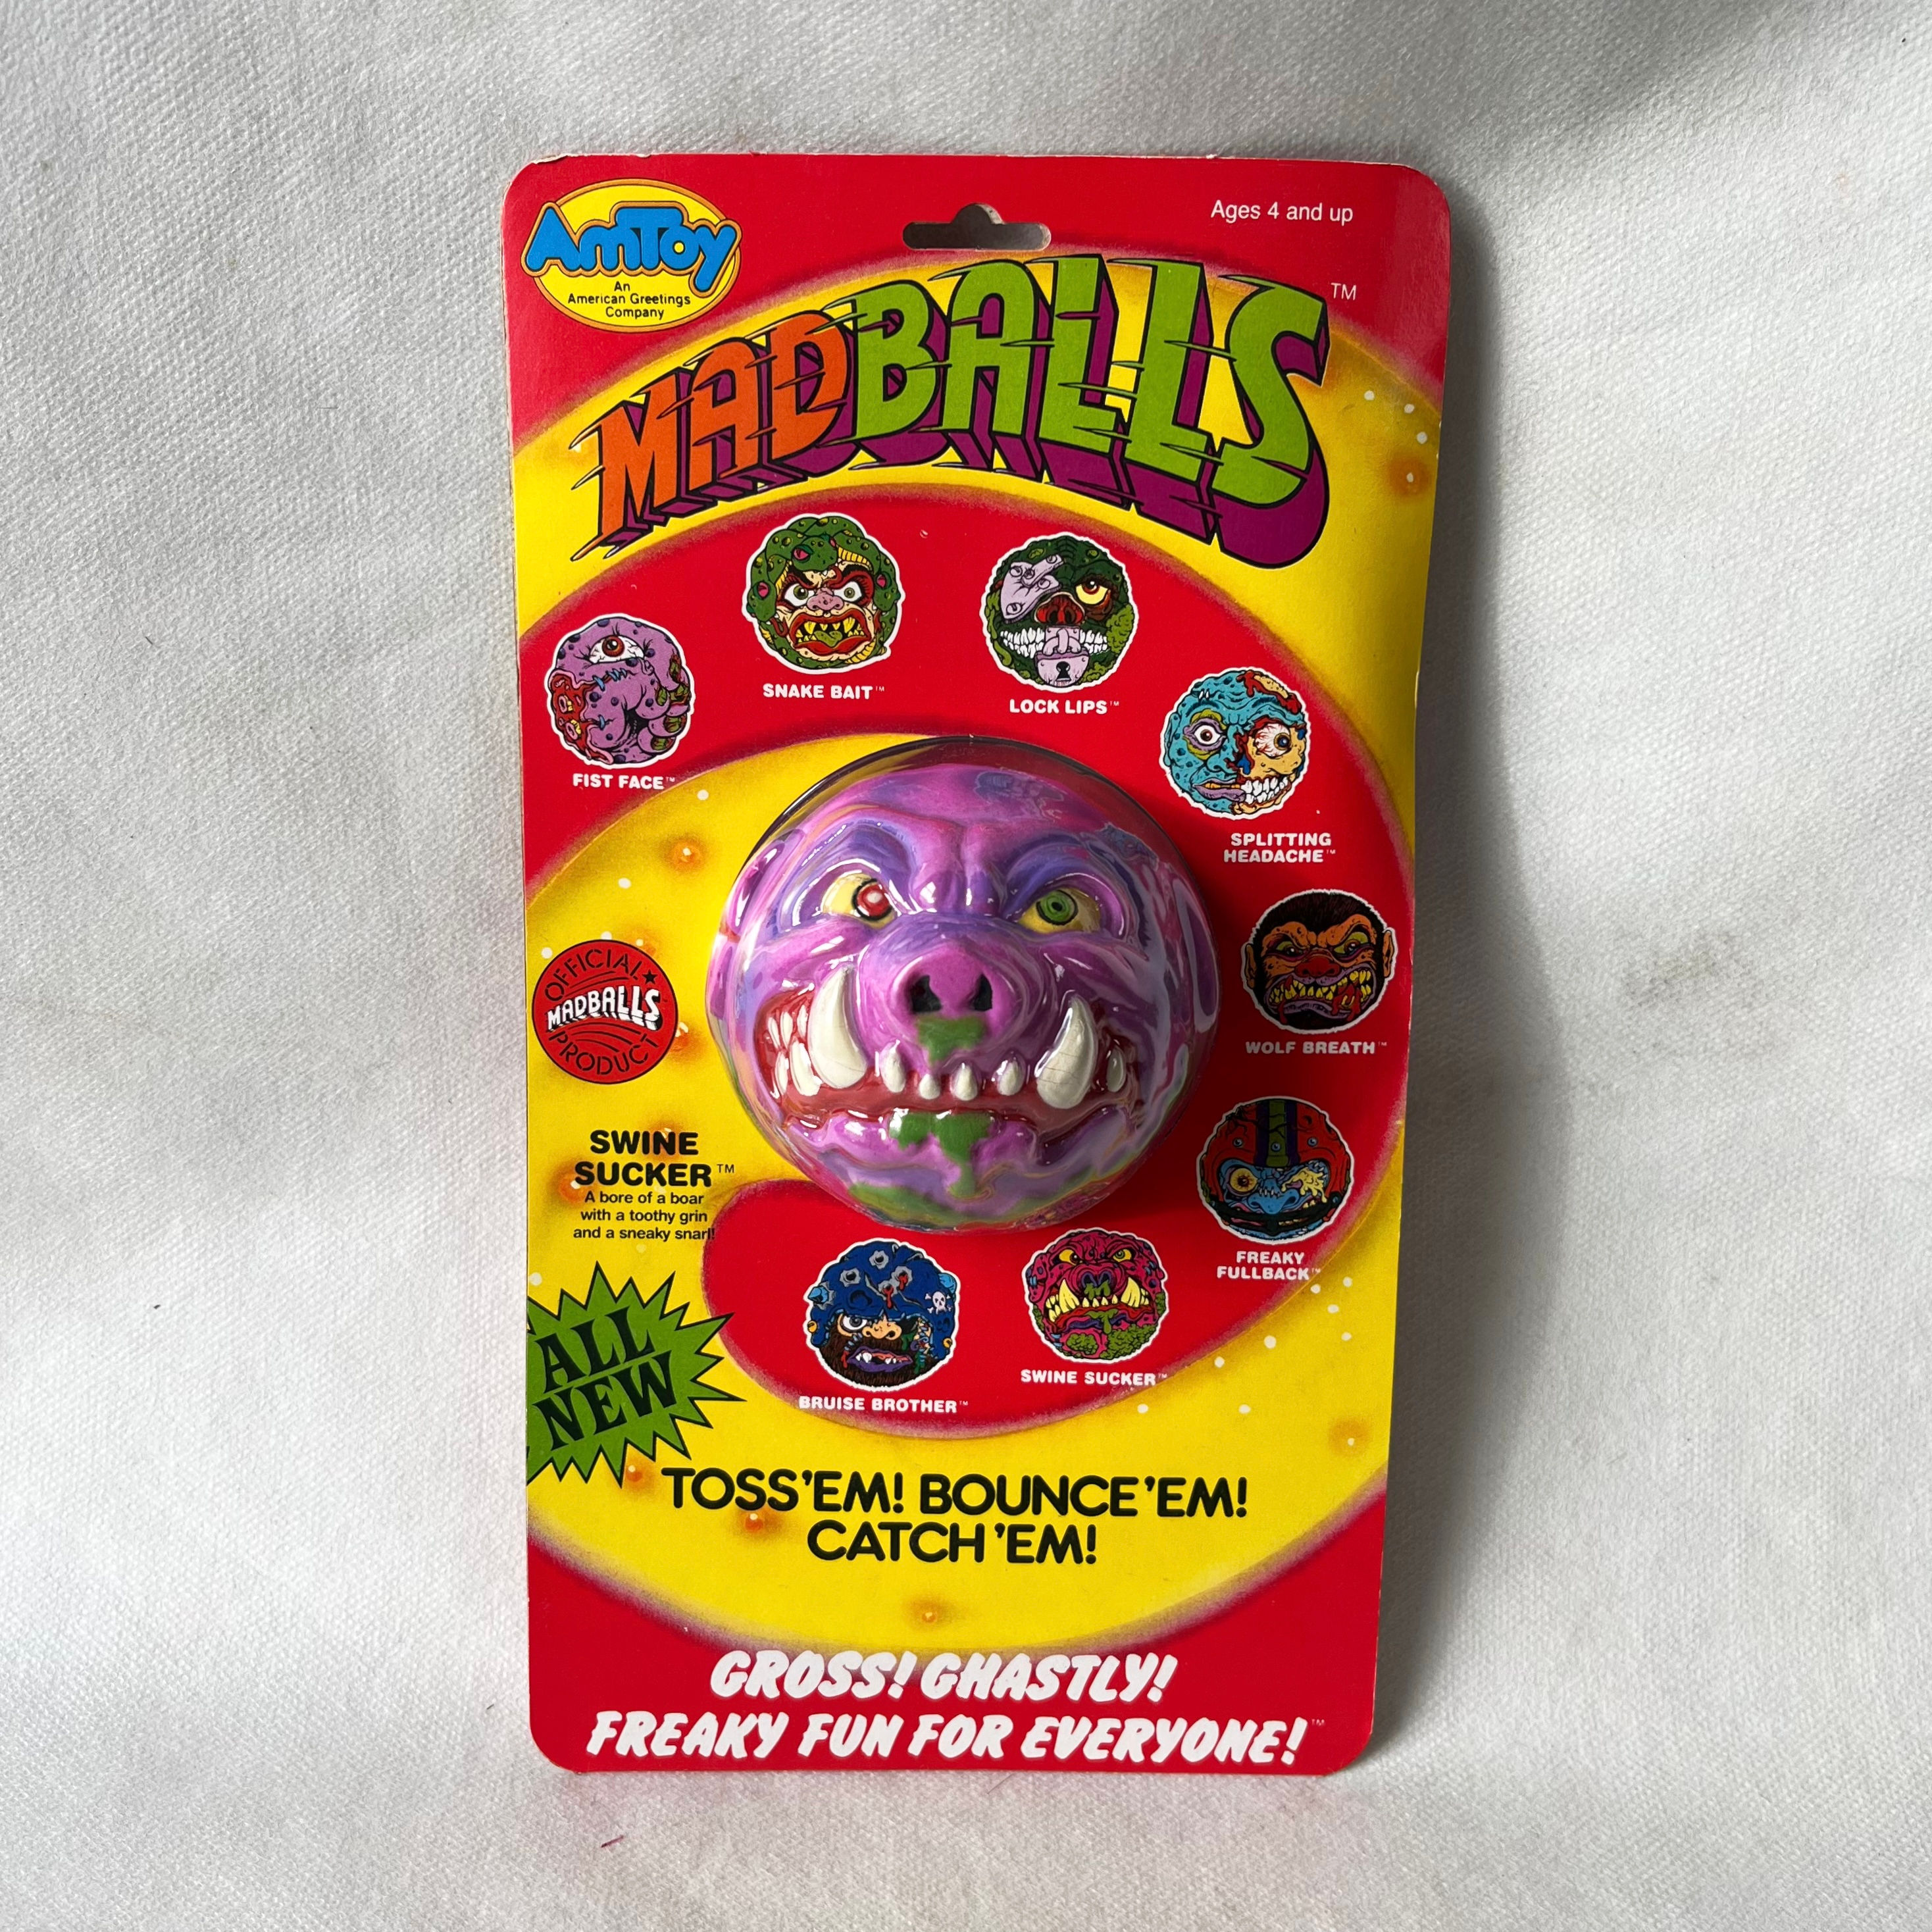 AmToy
An
American Greetings
Company
Ages 4 and up
MADBALLS™
SNAKE BAIT™
LOCK LIPS™
FIST FACE™
SPLITTING
HEADACHE™
WOLF BREATH™
OFFICIAL
MADBALLS
PRODUCT
SWINE
SUCKER™
A bore of a boar
with a toothy grin
and a sneaky snarl!
FREAKY
FULLBACK™
ALL
NEW
SWINE SUCKER™
BRUISE BROTHER™
TOSS 'EM! BOUNCE 'EM!
CATCH 'EM!
GROSS! GHASTLY!
FREAKY FUN FOR EVERYONE!™